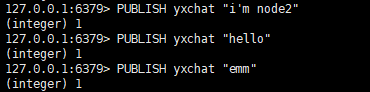 127.0.0.1:6379> PUBLISH yxchat "i'm node2"
(integer) 1
127.0.0.1:6379> PUBLISH yxchat "hello"
(integer) 1
127.0.0.1:6379> PUBLISH yxchat "emm"
(integer) 1